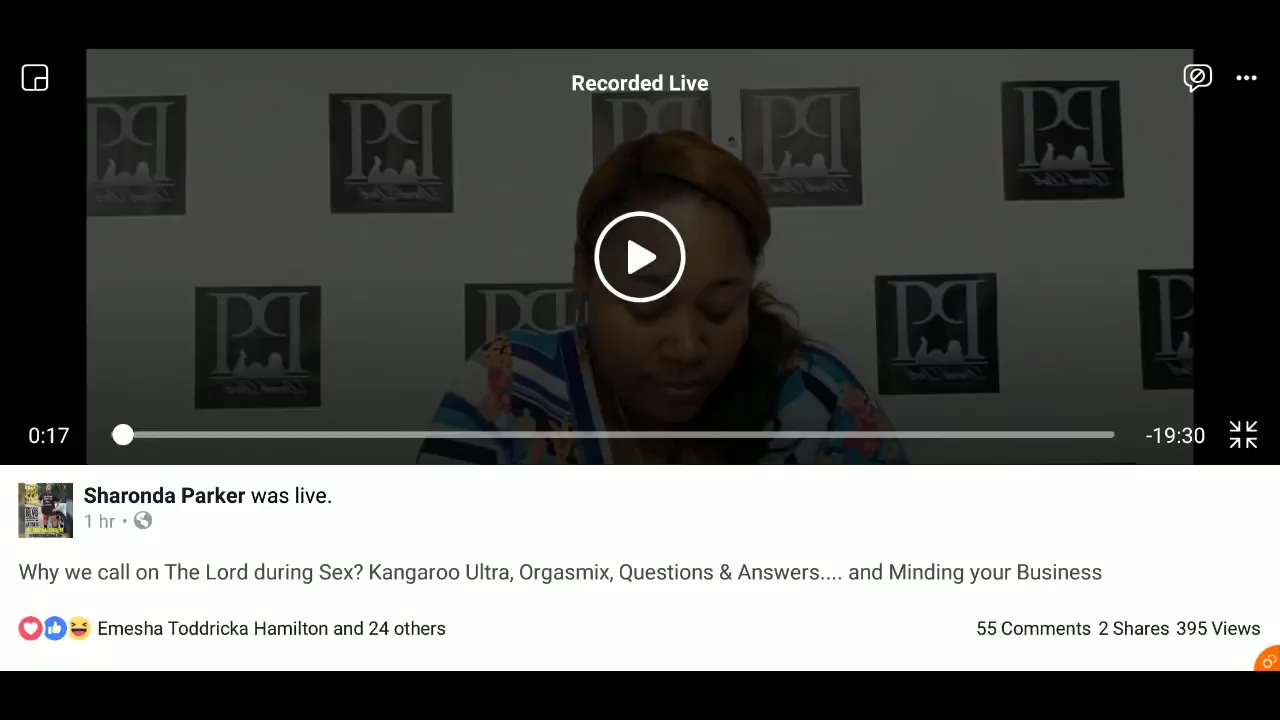 Recorded Live
0:17
-19:30
Sharonda Parker was live.
1 hr •
Why we call on The Lord during Sex? Kangaroo Ultra, Orgasmix, Questions & Answers.... and Minding your Business
Emesha Toddricka Hamilton and 24 others
55 Comments 2 Shares 395 Views